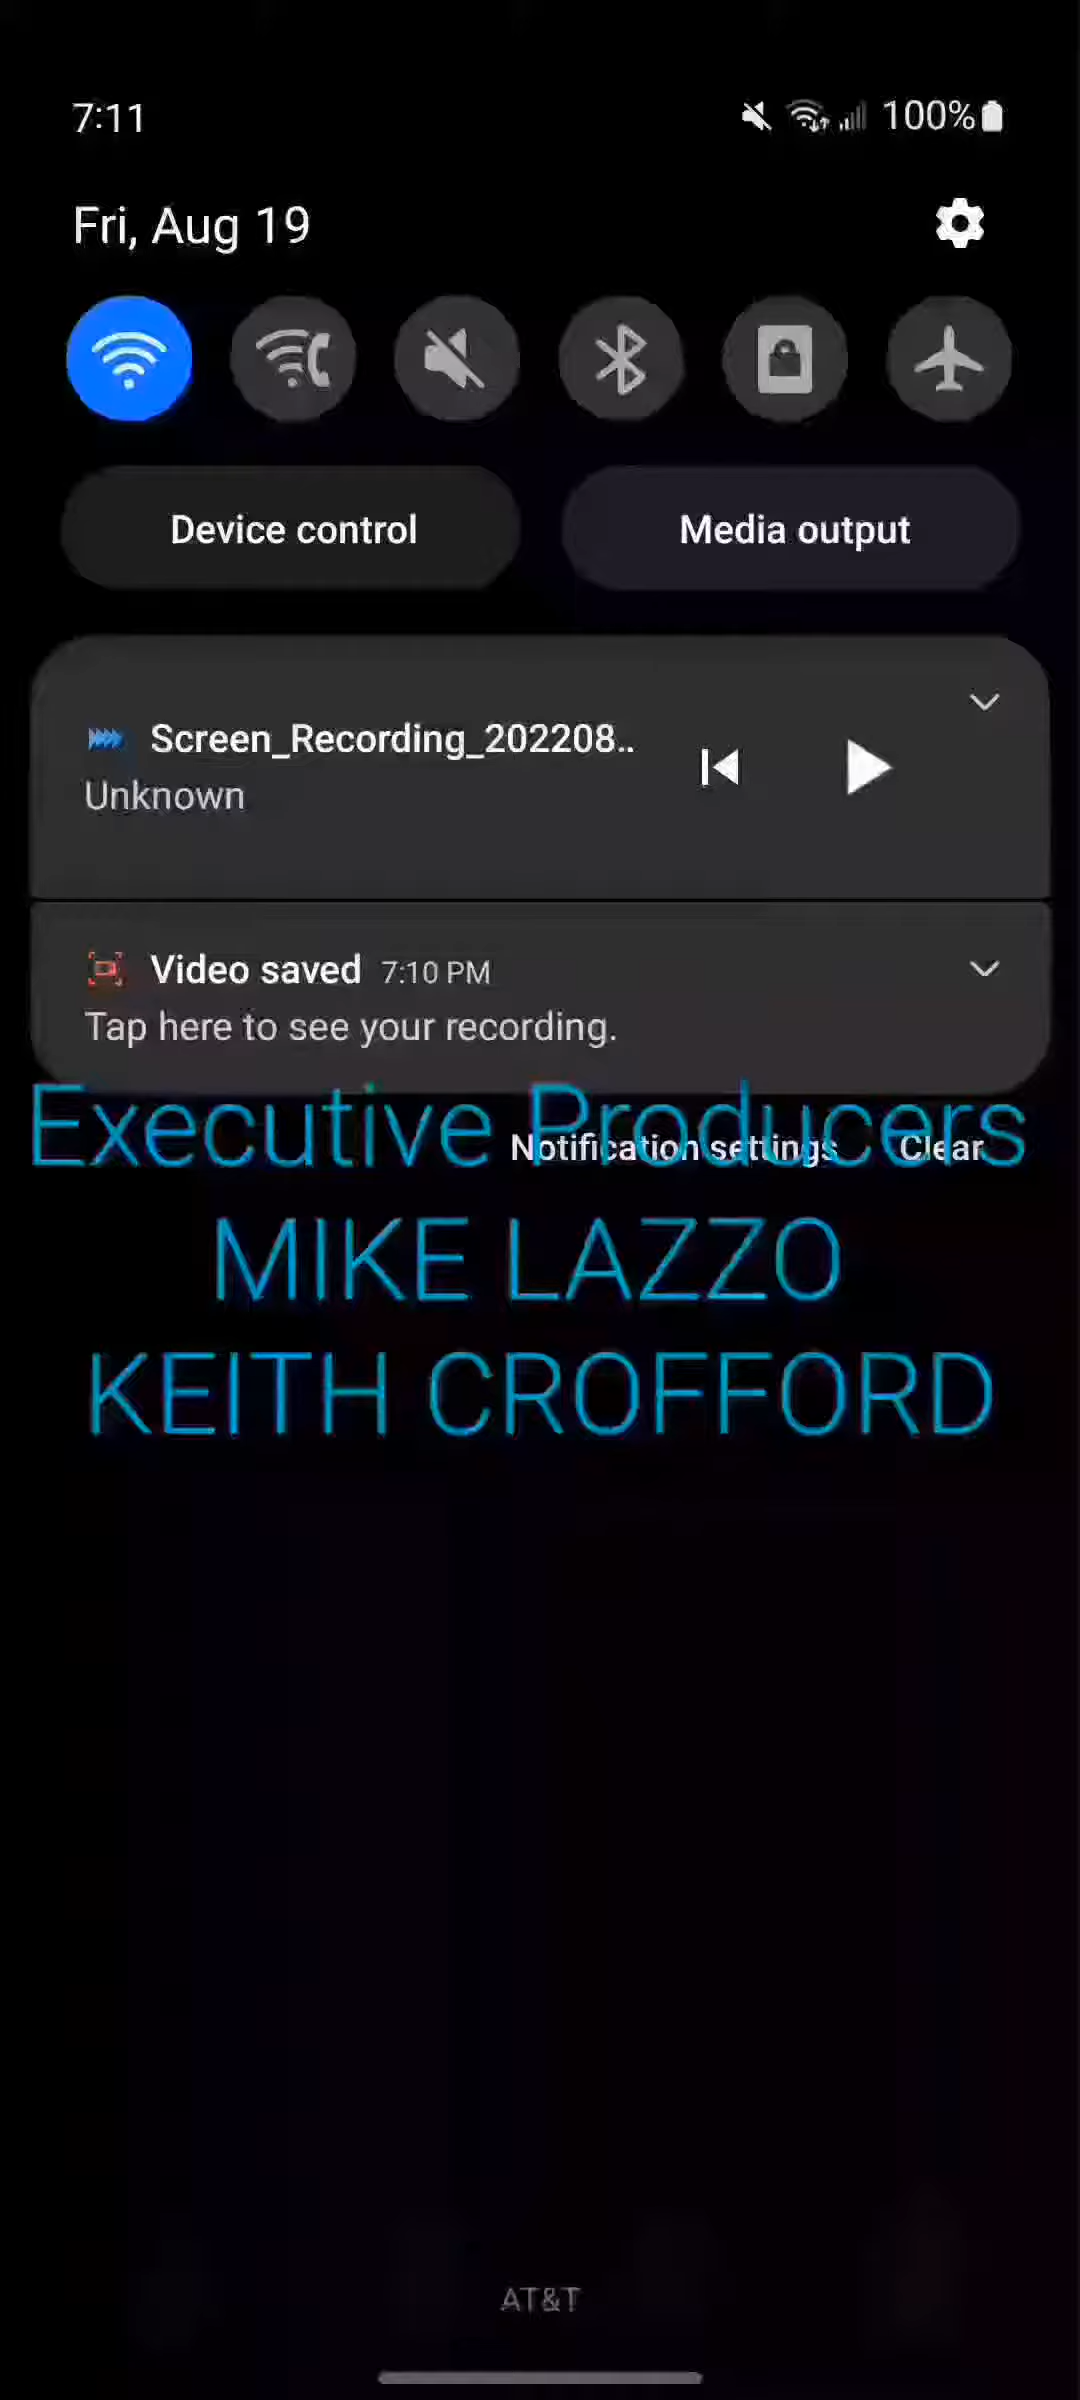 7:11
100%
Fri, Aug 19
Device control
Media output
Screen_Recording_202208..
Unknown
Video saved 7:10 PM
Tap here to see your recording.
Executive Producers
Notification settings
Clear
MIKE LAZZO
KEITH CROFFORD
AT&T